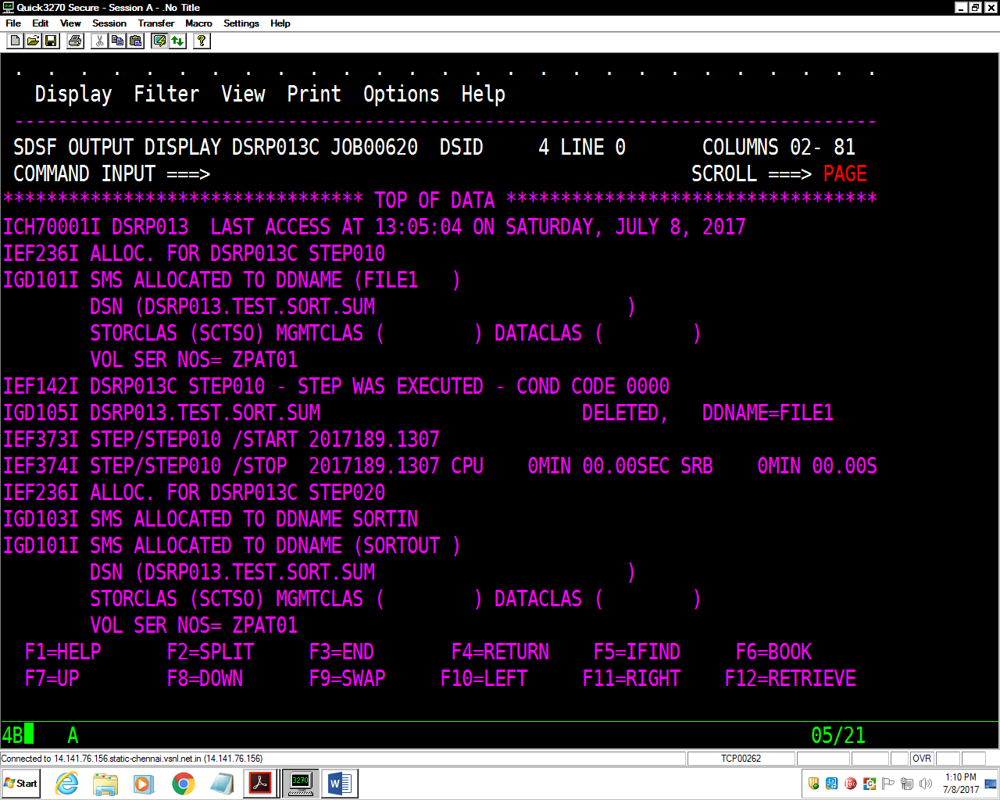 Quick3270 Secure - Session A - .No Title
File Edit View Session Transfer Macro Settings Help
. . . . . . . . . . . . . . . . . . . . . . . . . . .
Display Filter View Print Options Help
-------------------------------------------------------------------------------
SDSF OUTPUT DISPLAY DSRP013C JOB00620 DSID 4 LINE 0 COLUMNS 02- 81
COMMAND INPUT ===> SCROLL ===> PAGE
********************************* TOP OF DATA **********************************
ICH70001I DSRP013 LAST ACCESS AT 13:05:04 ON SATURDAY, JULY 8, 2017
IEF236I ALLOC. FOR DSRP013C STEP010
IGD101I SMS ALLOCATED TO DDNAME (FILE1 )
DSN (DSRP013.TEST.SORT.SUM )
STORCLAS (SCTSO) MGMTCLAS ( ) DATACLAS ( )
VOL SER NOS= ZPAT01
IEF142I DSRP013C STEP010 - STEP WAS EXECUTED - COND CODE 0000
IGD105I DSRP013.TEST.SORT.SUM DELETED, DDNAME=FILE1
IEF373I STEP/STEP010 /START 2017189.1307
IEF374I STEP/STEP010 /STOP 2017189.1307 CPU 0MIN 00.00SEC SRB 0MIN 00.00S
IEF236I ALLOC. FOR DSRP013C STEP020
IGD103I SMS ALLOCATED TO DDNAME SORTIN
IGD101I SMS ALLOCATED TO DDNAME (SORTOUT )
DSN (DSRP013.TEST.SORT.SUM )
STORCLAS (SCTSO) MGMTCLAS ( ) DATACLAS ( )
VOL SER NOS= ZPAT01
F1=HELP F2=SPLIT F3=END F4=RETURN F5=IFIND F6=BOOK
F7=UP F8=DOWN F9=SWAP F10=LEFT F11=RIGHT F12=RETRIEVE
4B A 05/21
Connected to 14.141.76.156.static-chennai.vsnl.net.in (14.141.76.156) TCP00262 OVR
Start 3270 1:10 PM
7/8/2017